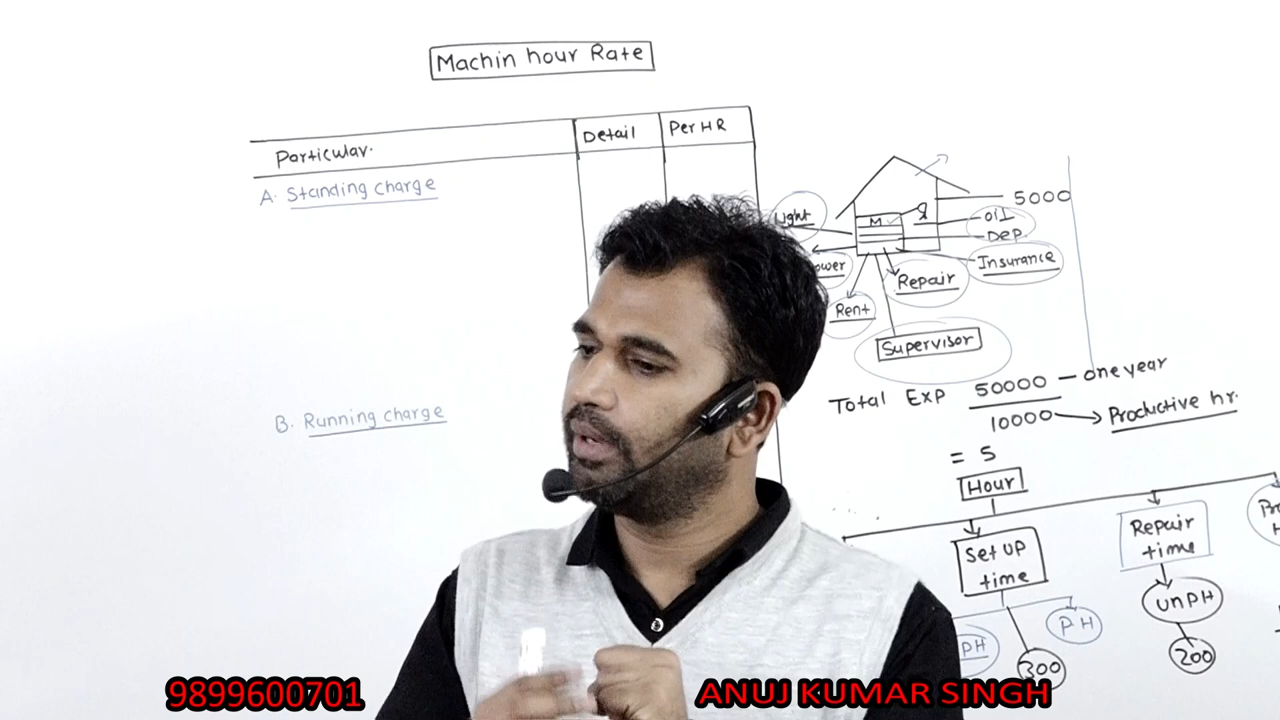 Machin hour Rate
Particular.
Detail
Per HR
A. Standing charge
B. Running charge
Light
5000
M
oil
Dep.
Insurance
Repair
Rent
Supervisor
Total Exp 50000 — one year
10000 → Productive hr.
= 5
Hour
Set UP
time
Repair
time
PH
PH
unPH
300
200
9899600701
ANUJ KUMAR SINGH